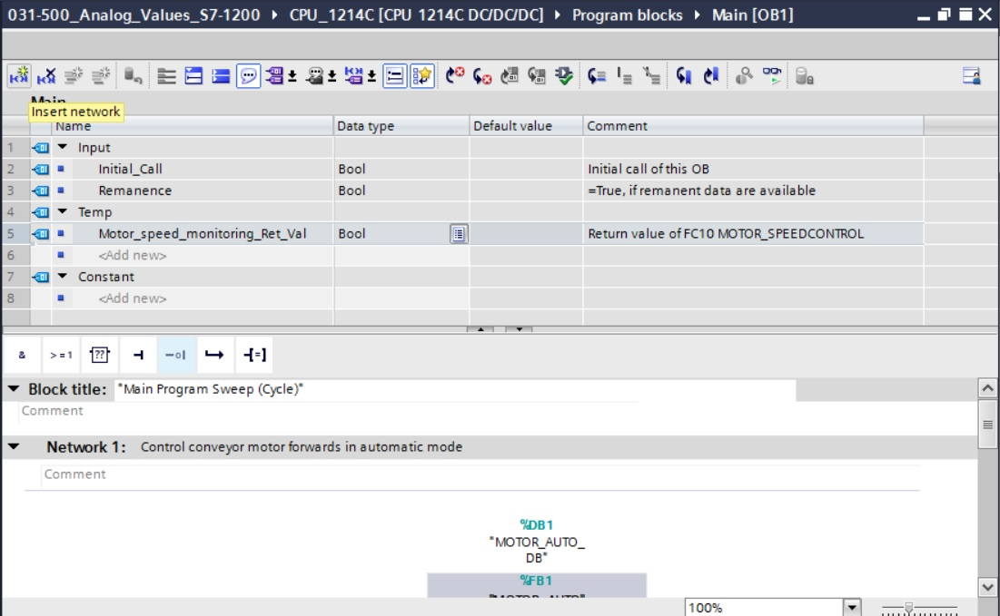 031-500_Analog_Values_S7-1200 ▸ CPU_1214C [CPU 1214C DC/DC/DC] ▸ Program blocks ▸ Main [OB1]
Main
Insert network
Name Data type Default value Comment
1 Input
2 Initial_Call Bool Initial call of this OB
3 Remanence Bool =True, if remanent data are available
4 Temp
5 Motor_speed_monitoring_Ret_Val Bool Return value of FC10 MOTOR_SPEEDCONTROL
6 <Add new>
7 Constant
8 <Add new>
& >=1 ?? -o| -[=]
Block title: "Main Program Sweep (Cycle)"
Comment
Network 1: Control conveyor motor forwards in automatic mode
Comment
%DB1
"MOTOR_AUTO_
DB"
%FB1
"MOTOR_AUTO"
100%